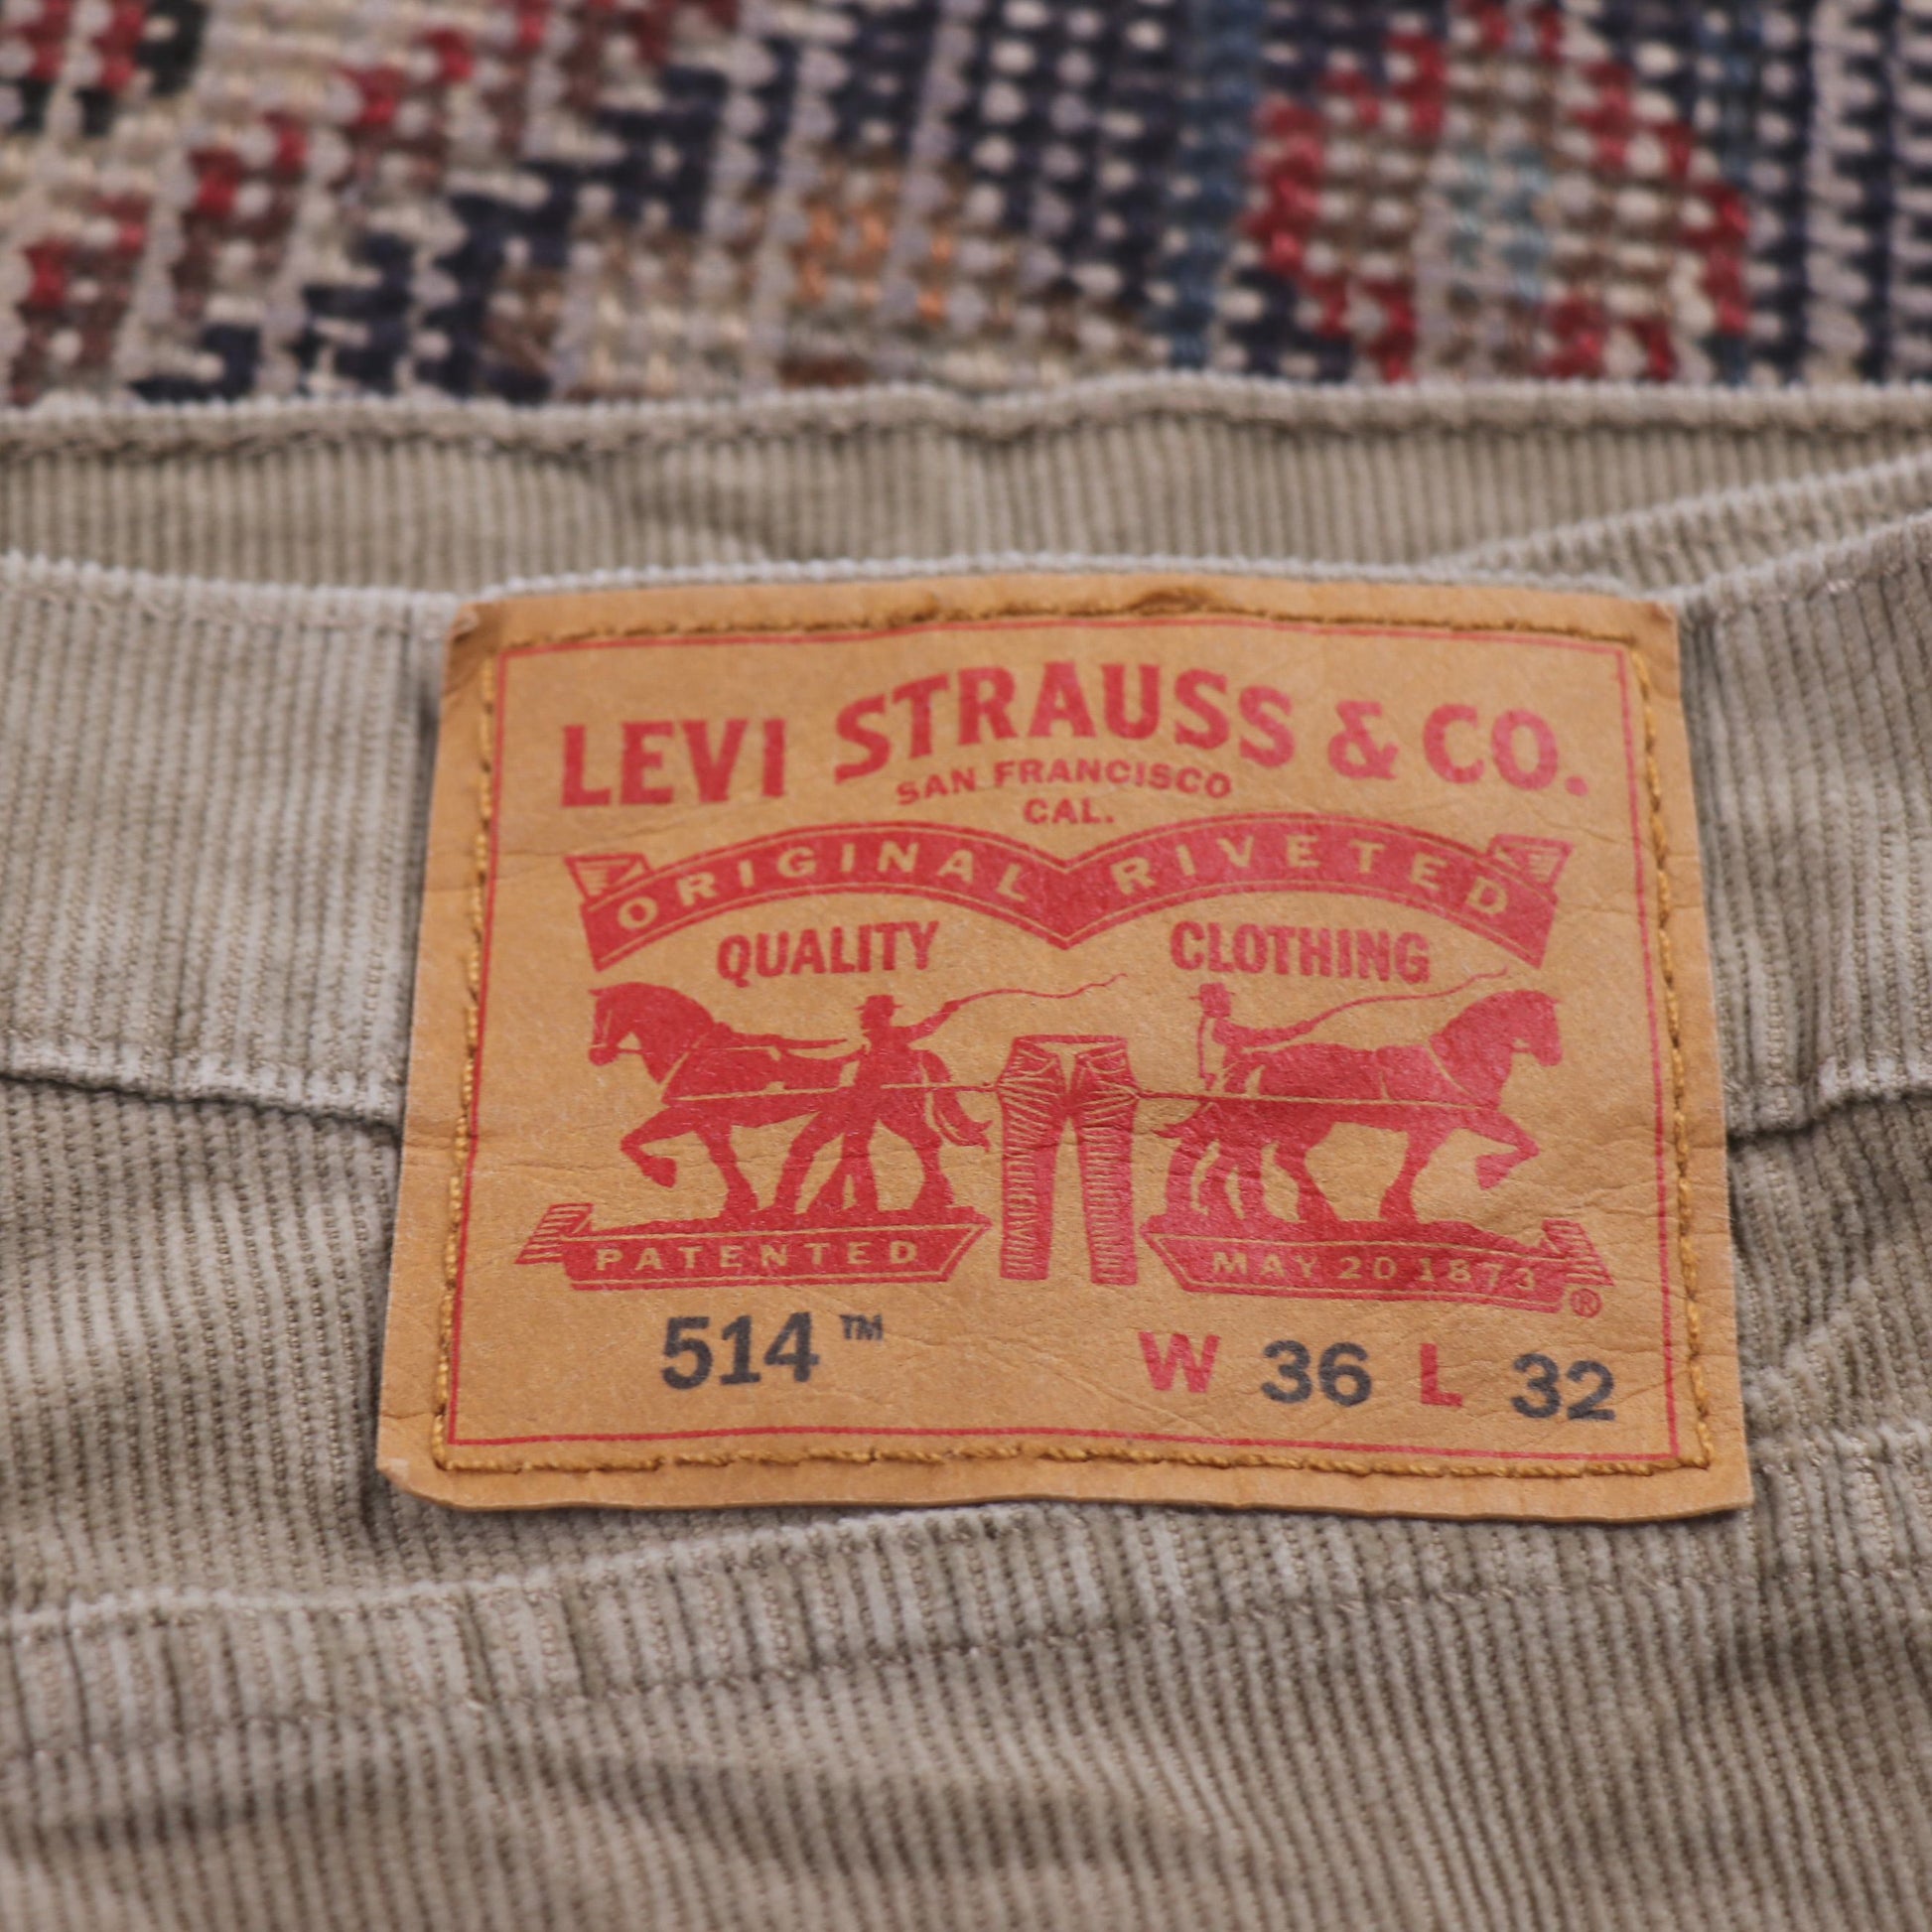 LEVI STRAUSS & CO.
SAN FRANCISCO
CAL.
ORIGINAL RIVETED
QUALITY CLOTHING
PATENTED MAY 20 1873 ®
514™ W 36 L 32